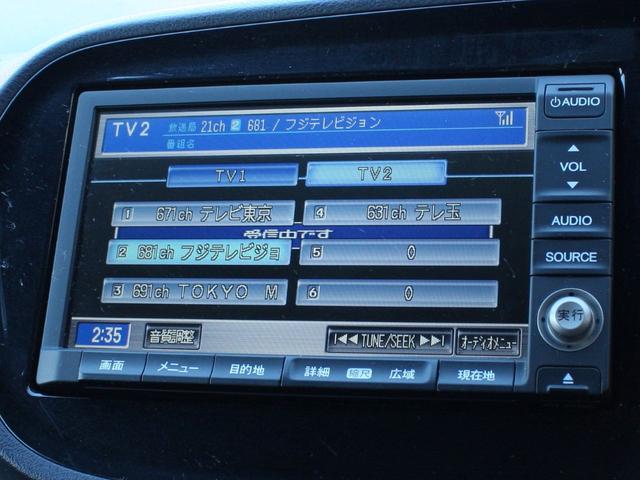 TV2 放送局 21ch 2 681 / フジテレビジョン
番組名
TV1 TV2
1 671ch テレビ東京 4 631ch テレ玉
受信中です
2 681ch フジテレビジョ 5 0
3 691ch TOKYO M 6 0
2:35 音質調整 TUNE/SEEK オーディオメニュー
画面 メニュー 目的地 詳細 縮尺 広域 現在地
AUDIO
VOL
AUDIO
SOURCE
実行